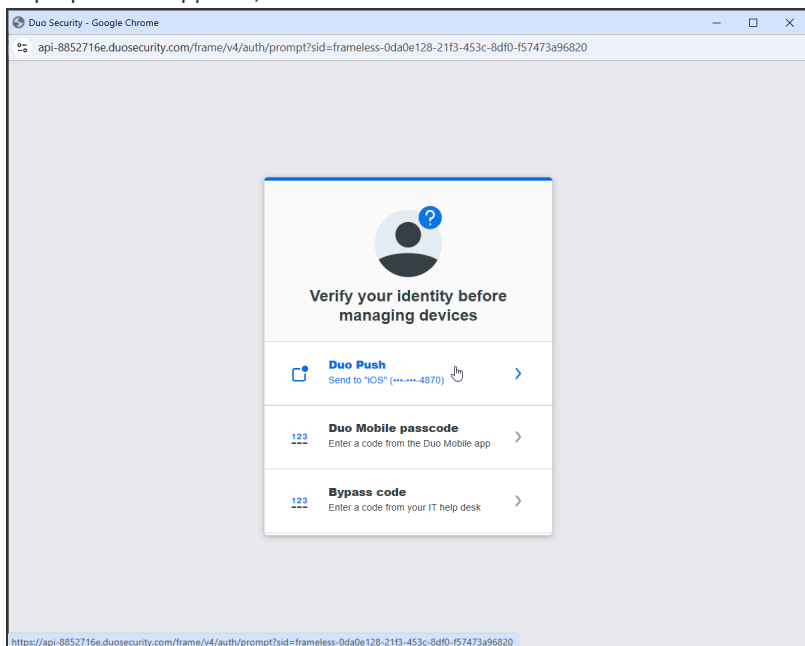 Duo Security - Google Chrome
api-8852716e.duosecurity.com/frame/v4/auth/prompt?sid=frameless-0da0e128-21f3-453c-8df0-f57473a96820
?
Verify your identity before
managing devices
Duo Push
Send to "iOS" (•••-•••-4870)
123
Duo Mobile passcode
Enter a code from the Duo Mobile app
123
Bypass code
Enter a code from your IT help desk
https://api-8852716e.duosecurity.com/frame/v4/auth/prompt?sid=frameless-0da0e128-21f3-453c-8df0-f57473a96820